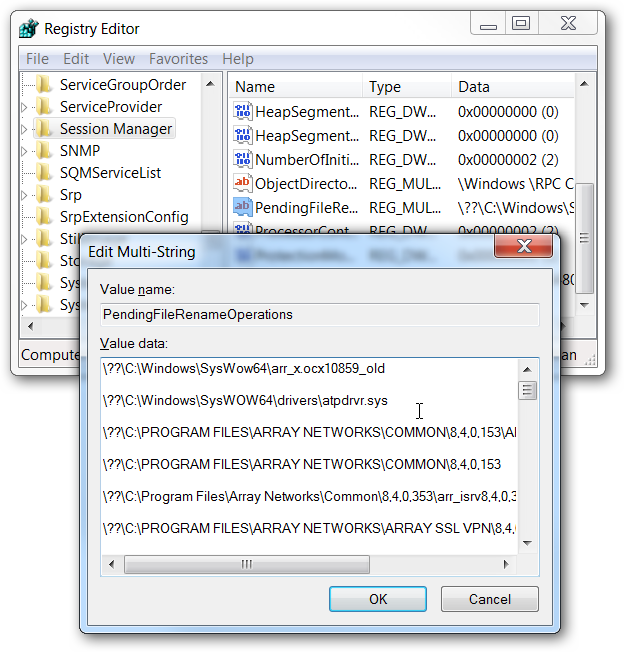 Registry Editor
File Edit View Favorites Help
ServiceGroupOrder
ServiceProvider
Session Manager
SNMP
SQMServiceList
Srp
SrpExtensionConfig
Name Type Data
HeapSegment... REG_DW... 0x00000000 (0)
HeapSegment... REG_DW... 0x00000000 (0)
NumberOfIniti... REG_DW... 0x00000002 (2)
ObjectDirecto... REG_MUL... \Windows \RPC C
PendingFileRe... REG_MUL... \??\C:\Windows\S
ProcessorCont... REG_DW... 0x00000002 (2)
Edit Multi-String
Value name:
PendingFileRenameOperations
Value data:
\??\C:\Windows\SysWow64\arr_x.ocx10859_old
\??\C:\Windows\SysWOW64\drivers\atpdrvr.sys
\??\C:\PROGRAM FILES\ARRAY NETWORKS\COMMON\8,4,0,153\A
\??\C:\PROGRAM FILES\ARRAY NETWORKS\COMMON\8,4,0,153
\??\C:\Program Files\Array Networks\Common\8,4,0,353\arr_isrv8,4,0,3
\??\C:\PROGRAM FILES\ARRAY NETWORKS\ARRAY SSL VPN\8,4,
OK Cancel